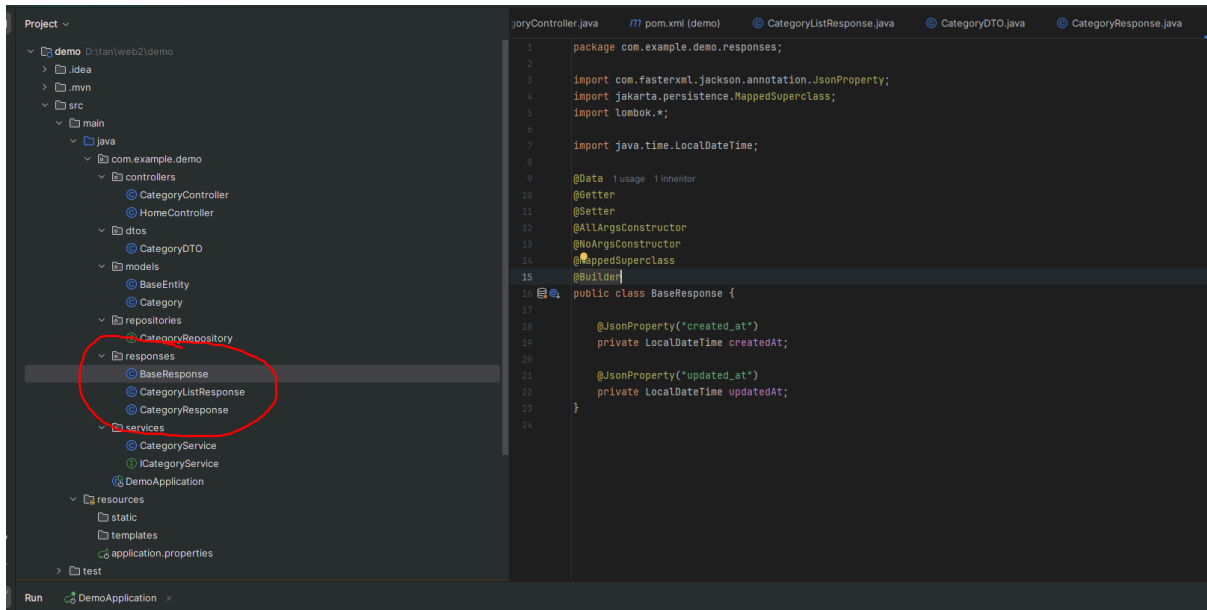 Project
demo D:\tan\web2\demo
.idea
.mvn
src
main
java
com.example.demo
controllers
CategoryController
HomeController
dtos
CategoryDTO
models
BaseEntity
Category
repositories
CategoryRepository
responses
BaseResponse
CategoryListResponse
CategoryResponse
services
CategoryService
ICategoryService
DemoApplication
resources
static
templates
application.properties
test
oryController.java m pom.xml (demo) CategoryListResponse.java CategoryDTO.java CategoryResponse.java
1 package com.example.demo.responses;
2
3 import com.fasterxml.jackson.annotation.JsonProperty;
4 import jakarta.persistence.MappedSuperclass;
5 import lombok.*;
6
7 import java.time.LocalDateTime;
8
9 @Data 1 usage 1 inheritor
10 @Getter
11 @Setter
12 @AllArgsConstructor
13 @NoArgsConstructor
14 @MappedSuperclass
15 @Builder
16 public class BaseResponse {
17
18 @JsonProperty("created_at")
19 private LocalDateTime createdAt;
20
21 @JsonProperty("updated_at")
22 private LocalDateTime updatedAt;
23 }
24
Run DemoApplication ×